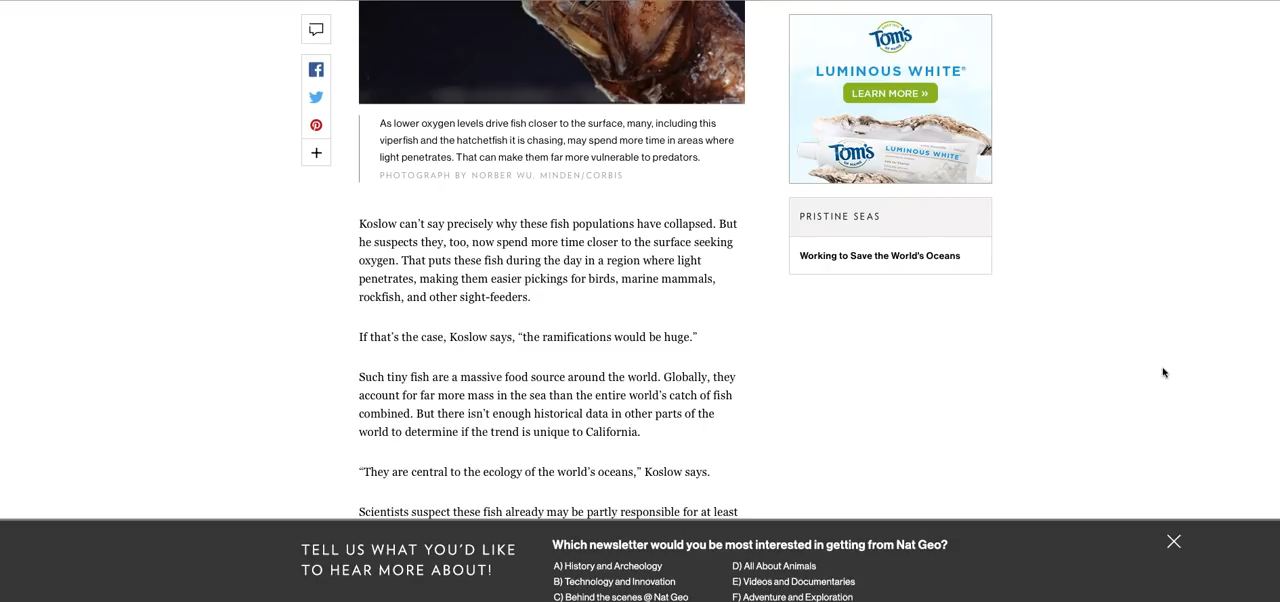 As lower oxygen levels drive fish closer to the surface, many, including this
viperfish and the hatchetfish it is chasing, may spend more time in areas where
light penetrates. That can make them far more vulnerable to predators.
PHOTOGRAPH BY NORBER WU. MINDEN/CORBIS
Koslow can't say precisely why these fish populations have collapsed. But
he suspects they, too, now spend more time closer to the surface seeking
oxygen. That puts these fish during the day in a region where light
penetrates, making them easier pickings for birds, marine mammals,
rockfish, and other sight-feeders.
If that's the case, Koslow says, “the ramifications would be huge.”
Such tiny fish are a massive food source around the world. Globally, they
account for far more mass in the sea than the entire world's catch of fish
combined. But there isn't enough historical data in other parts of the
world to determine if the trend is unique to California.
“They are central to the ecology of the world's oceans,” Koslow says.
Scientists suspect these fish already may be partly responsible for at least
Tom's
OF MAINE
LUMINOUS WHITE®
LEARN MORE »
Tom's
OF MAINE
LUMINOUS WHITE
PRISTINE SEAS
Working to Save the World's Oceans
TELL US WHAT YOU'D LIKE
TO HEAR MORE ABOUT!
Which newsletter would you be most interested in getting from Nat Geo?
A) History and Archeology
B) Technology and Innovation
C) Behind the scenes @ Nat Geo
D) All About Animals
E) Videos and Documentaries
F) Adventure and Exploration